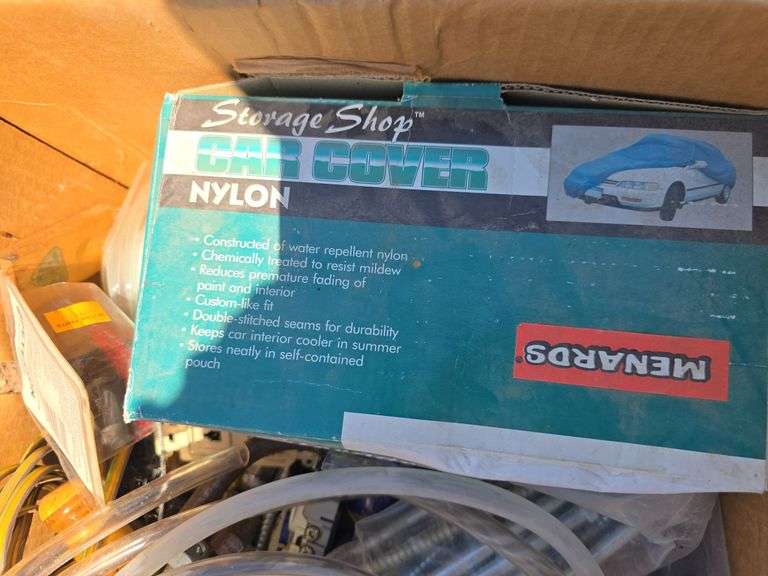 Storage Shop™
CAR COVER
NYLON
• Constructed of water repellent nylon
• Chemically treated to resist mildew
• Reduces premature fading of
paint and interior
• Custom-like fit
• Double-stitched seams for durability
• Keeps car interior cooler in summer
• Stores neatly in self-contained
pouch
MENARDS